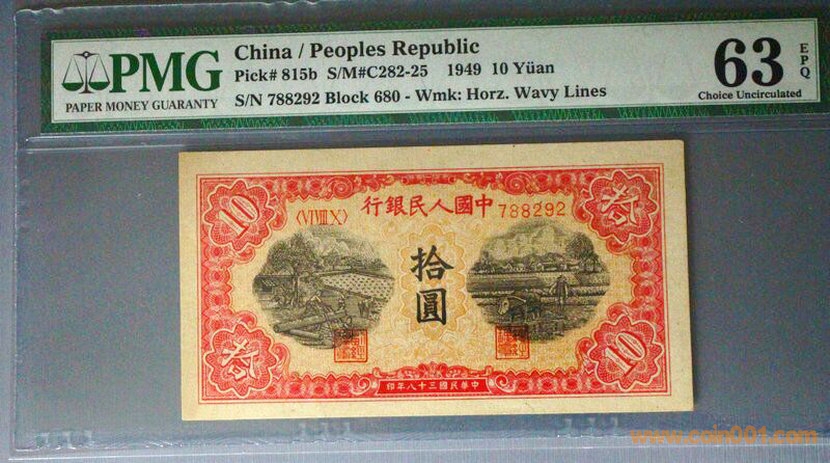 PMG
PAPER MONEY GUARANTY
China / Peoples Republic
Pick# 815b S/M#C282-25 1949 10 Yüan
S/N 788292 Block 680 - Wmk: Horz. Wavy Lines
63 EPQ
Choice Uncirculated
行銀民人國中
〈VI VIII X〉 788292
10 拾
拾圓
拾 10
印年八十三國民華中
www.coin001.com